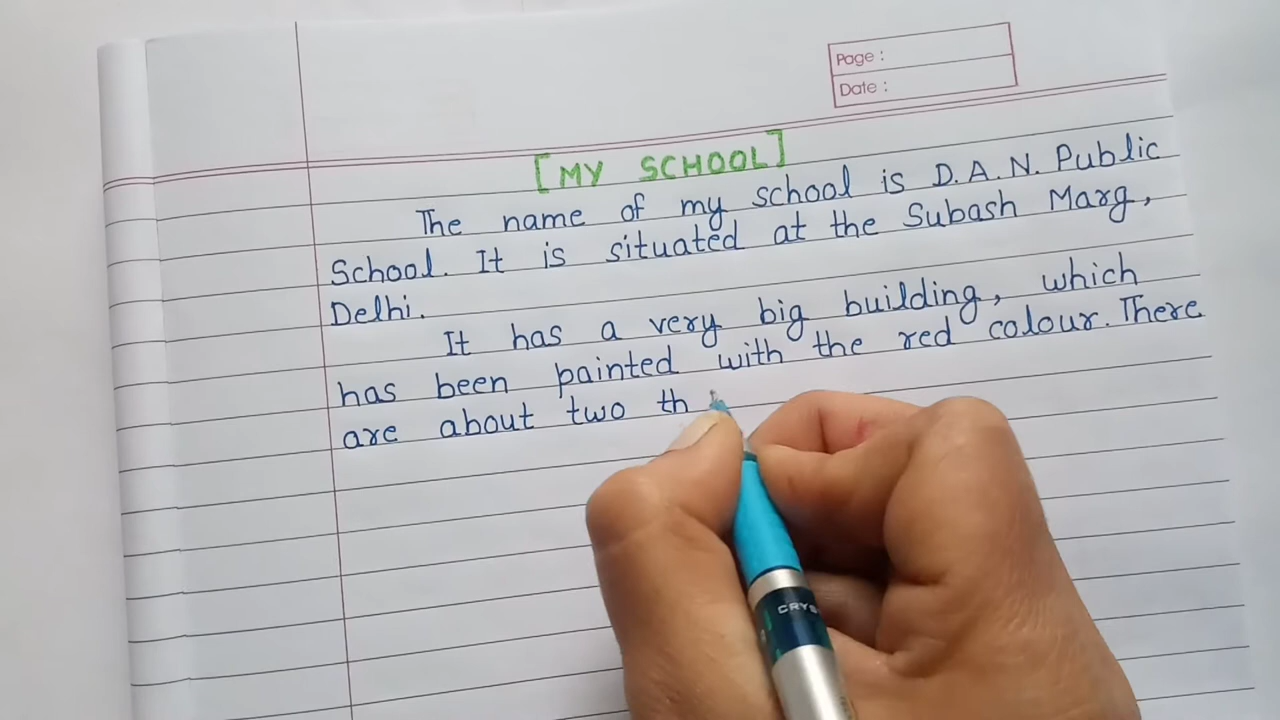 Page :
Date :
[MY SCHOOL]
The name of my school is D.A.N. Public
School. It is situated at the Subash Marg,
Delhi.
It has a very big building, which
has been painted with the red colour. There
are about two th
CRYS